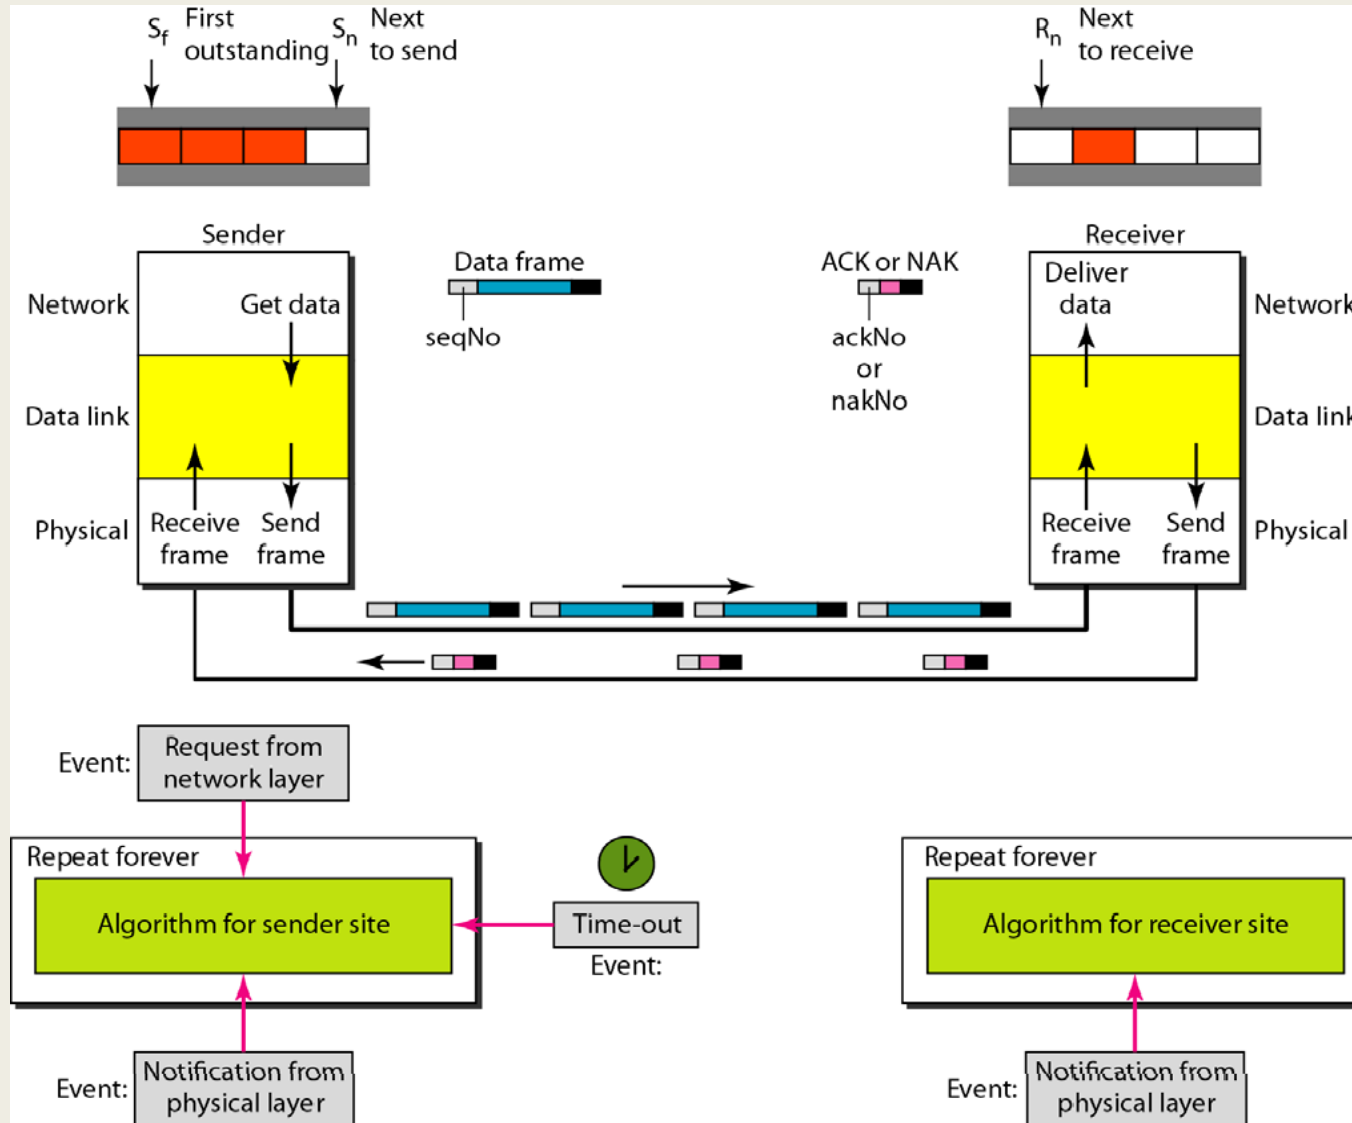 S_f First
outstanding
S_n Next
to send
R_n Next
to receive
Sender
Receiver
Data frame
seqNo
ACK or NAK
ackNo
or
nakNo
Network
Get data
Deliver
data
Network
Data link
Data link
Physical
Receive
frame
Send
frame
Receive
frame
Send
frame
Physical
Event:
Request from
network layer
Repeat forever
Algorithm for sender site
Time-out
Event:
Repeat forever
Algorithm for receiver site
Event:
Notification from
physical layer
Event:
Notification from
physical layer